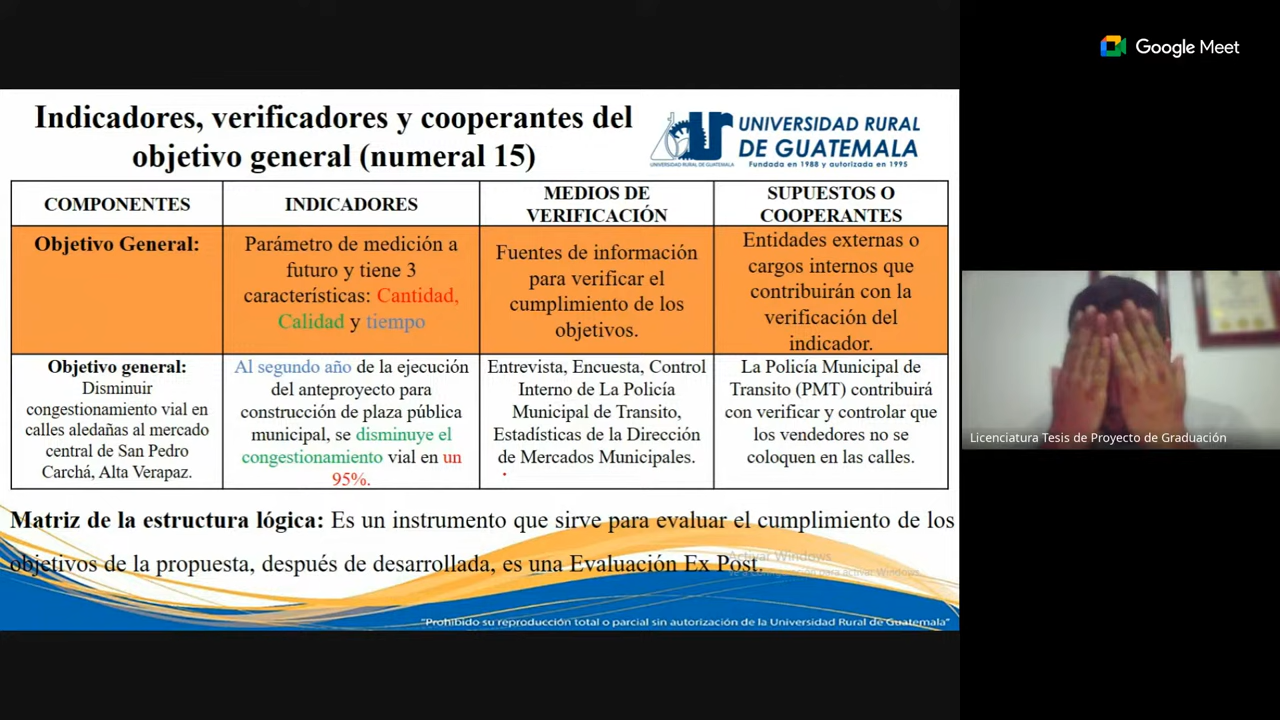 Google Meet
Indicadores, verificadores y cooperantes del
objetivo general (numeral 15)
UNIVERSIDAD RURAL
DE GUATEMALA
Fundada en 1988 y autorizada en 1995
UNIVERSIDAD RURAL DE GUATEMALA
COMPONENTES
INDICADORES
MEDIOS DE
VERIFICACIÓN
SUPUESTOS O
COOPERANTES
Objetivo General:
Parámetro de medición a
futuro y tiene 3
características: Cantidad,
Calidad y tiempo
Fuentes de información
para verificar el
cumplimiento de los
objetivos.
Entidades externas o
cargos internos que
contribuirán con la
verificación del
indicador.
Objetivo general:
Disminuir
congestionamiento vial en
calles aledañas al mercado
central de San Pedro
Carchá, Alta Verapaz.
Al segundo año de la ejecución
del anteproyecto para
construcción de plaza pública
municipal, se disminuye el
congestionamiento vial en un
95%.
Entrevista, Encuesta, Control
Interno de La Policía
Municipal de Transito,
Estadísticas de la Dirección
de Mercados Municipales.
La Policía Municipal de
Transito (PMT) contribuirá
con verificar y controlar que
los vendedores no se
coloquen en las calles.
Licenciatura Tesis de Proyecto de Graduación
Matriz de la estructura lógica: Es un instrumento que sirve para evaluar el cumplimiento de los
objetivos de la propuesta, después de desarrollada, es una Evaluación Ex Post.
Activar Windows
Ve a Configuración para activar Windows.
"Prohibido su reproducción total o parcial sin autorización de la Universidad Rural de Guatemala"